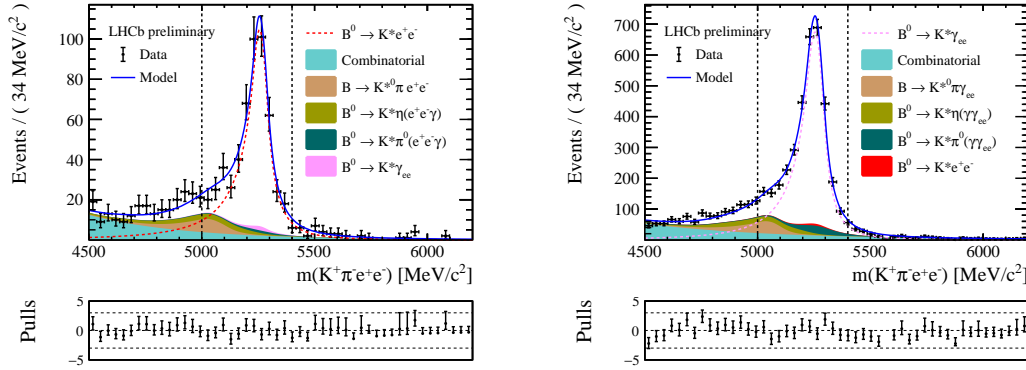 Events / ( 34 MeV/c²)
100
80
60
40
20
LHCb preliminary
Data
Model
B⁰ → K*e⁺e⁻
Combinatorial
B → K*⁰π e⁺e⁻
B⁰ → K*η(e⁺e⁻γ)
B⁰ → K*π⁰(e⁺e⁻γ)
B⁰ → K*γee
4500 5000 5500 6000
m(K⁺π⁻e⁺e⁻) [MeV/c²]
Pulls
5
0
−5
Events / ( 34 MeV/c²)
700
600
500
400
300
200
100
LHCb preliminary
Data
Model
B⁰ → K*γee
Combinatorial
B → K*⁰πγee
B⁰ → K*η(γγee)
B⁰ → K*π⁰(γγee)
B⁰ → K*e⁺e⁻
4500 5000 5500 6000
m(K⁺π⁻e⁺e⁻) [MeV/c²]
Pulls
5
0
−5